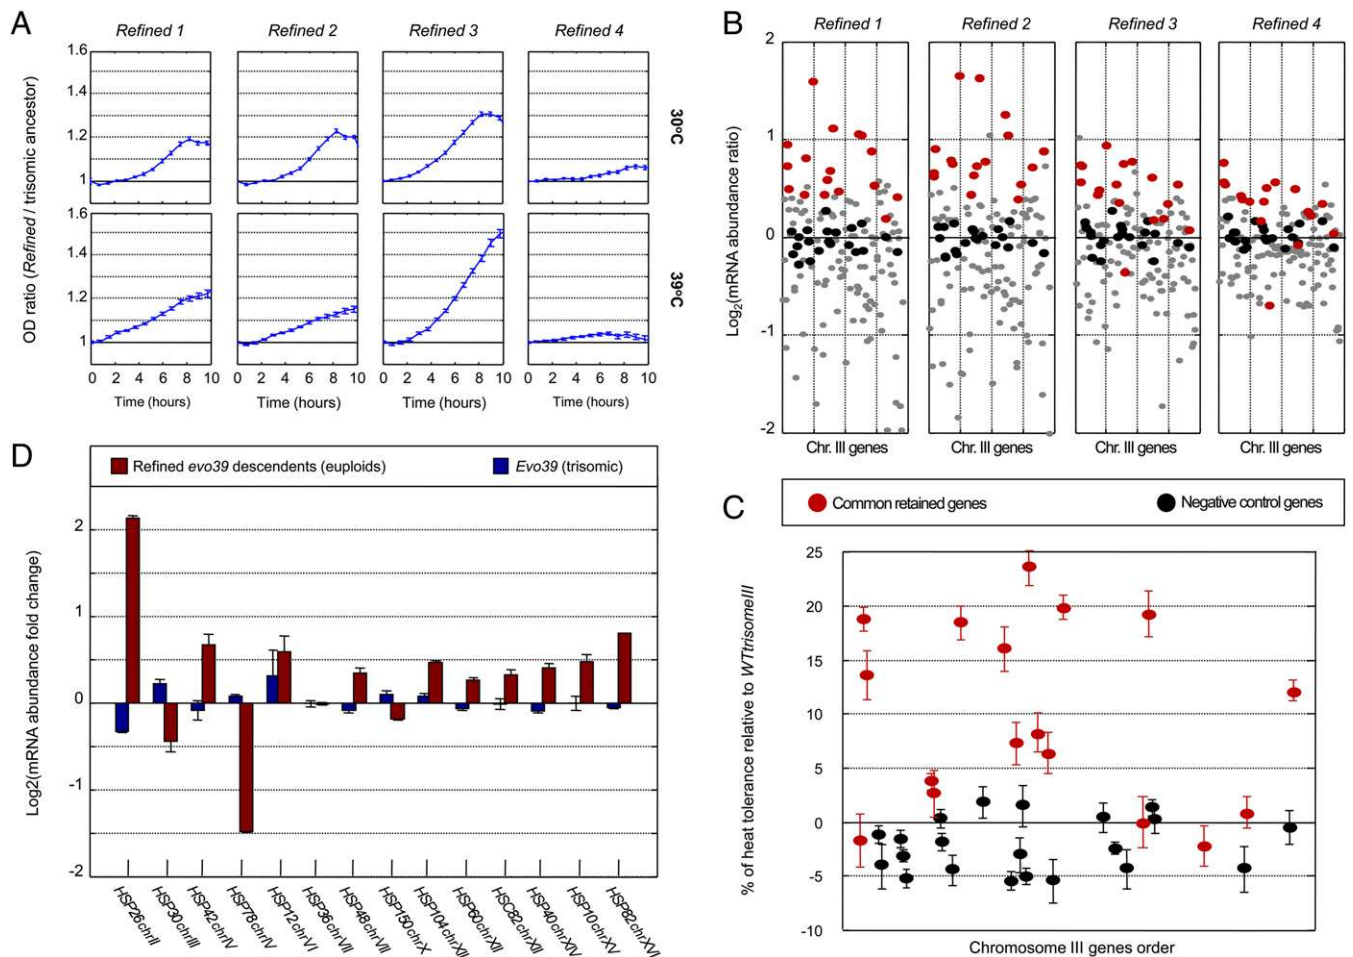 A
Refined 1
Refined 2
Refined 3
Refined 4
OD ratio (Refined / trisomic ancestor)
1.6
1.4
1.2
1
30ºC
1.6
1.4
1.2
1
39ºC
0 2 4 6 8 10
0 2 4 6 8 10
0 2 4 6 8 10
0 2 4 6 8 10
Time (hours)
Time (hours)
Time (hours)
Time (hours)
B
Refined 1
Refined 2
Refined 3
Refined 4
Log2(mRNA abundance ratio)
2
1
0
-1
-2
Chr. III genes
Chr. III genes
Chr. III genes
Chr. III genes
D
Refined evo39 descendents (euploids)
Evo39 (trisomic)
Log2(mRNA abundance fold change)
2
1
0
-1
-2
HSP26chrII
HSP30chrIII
HSP42chrIV
HSP78chrIV
HSP12chrVI
HSP36chrVII
HSP48chrVII
HSP150chrX
HSP104chrXII
HSP60chrXII
HSC82chrXII
HSP40chrXIV
HSP10chrXV
HSP82chrXVI
C
Common retained genes
Negative control genes
% of heat tolerance relative to WTtrisomeIII
25
20
15
10
5
0
-5
-10
Chromosome III genes order